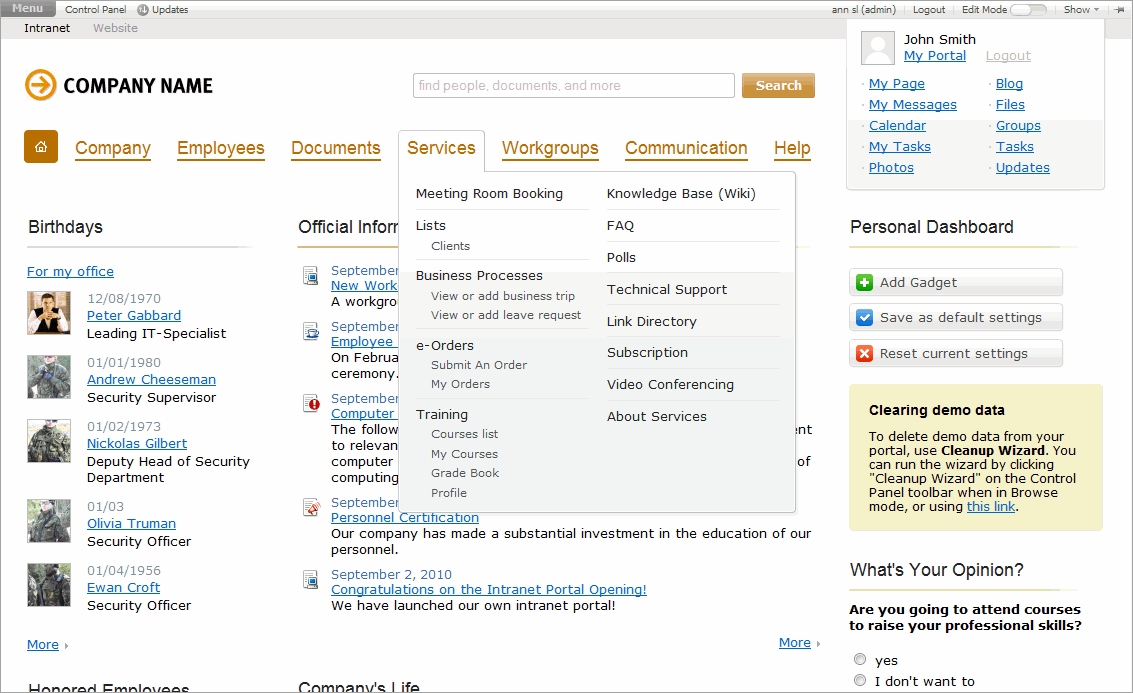 Menu Control Panel Updates ann sl (admin) Logout Edit Mode Show
Intranet Website
John Smith
My Portal Logout
My Page Blog
My Messages Files
Calendar Groups
My Tasks Tasks
Photos Updates
COMPANY NAME
find people, documents, and more Search
Company Employees Documents Services Workgroups Communication Help
Meeting Room Booking
Lists
Clients
Business Processes
View or add business trip
View or add leave request
e-Orders
Submit An Order
My Orders
Training
Courses list
My Courses
Grade Book
Profile
Knowledge Base (Wiki)
FAQ
Polls
Technical Support
Link Directory
Subscription
Video Conferencing
About Services
Birthdays
For my office
12/08/1970
Peter Gabbard
Leading IT-Specialist
01/01/1980
Andrew Cheeseman
Security Supervisor
01/02/1973
Nickolas Gilbert
Deputy Head of Security
Department
01/03
Olivia Truman
Security Officer
01/04/1956
Ewan Croft
Security Officer
More
Honored Employees
Official Infor
September
New Work
A workgro
September
Employee
On Februa
ceremony.
September
Computer
The follow ent
to relevan
computer of
computing
September
Personnel Certification
Our company has made a substantial investment in the education of our
personnel.
September 2, 2010
Congratulations on the Intranet Portal Opening!
We have launched our own intranet portal!
More
Company's Life
Personal Dashboard
Add Gadget
Save as default settings
Reset current settings
Clearing demo data
To delete demo data from your
portal, use Cleanup Wizard. You
can run the wizard by clicking
"Cleanup Wizard" on the Control
Panel toolbar when in Browse
mode, or using this link.
What's Your Opinion?
Are you going to attend courses
to raise your professional skills?
yes
I don't want to